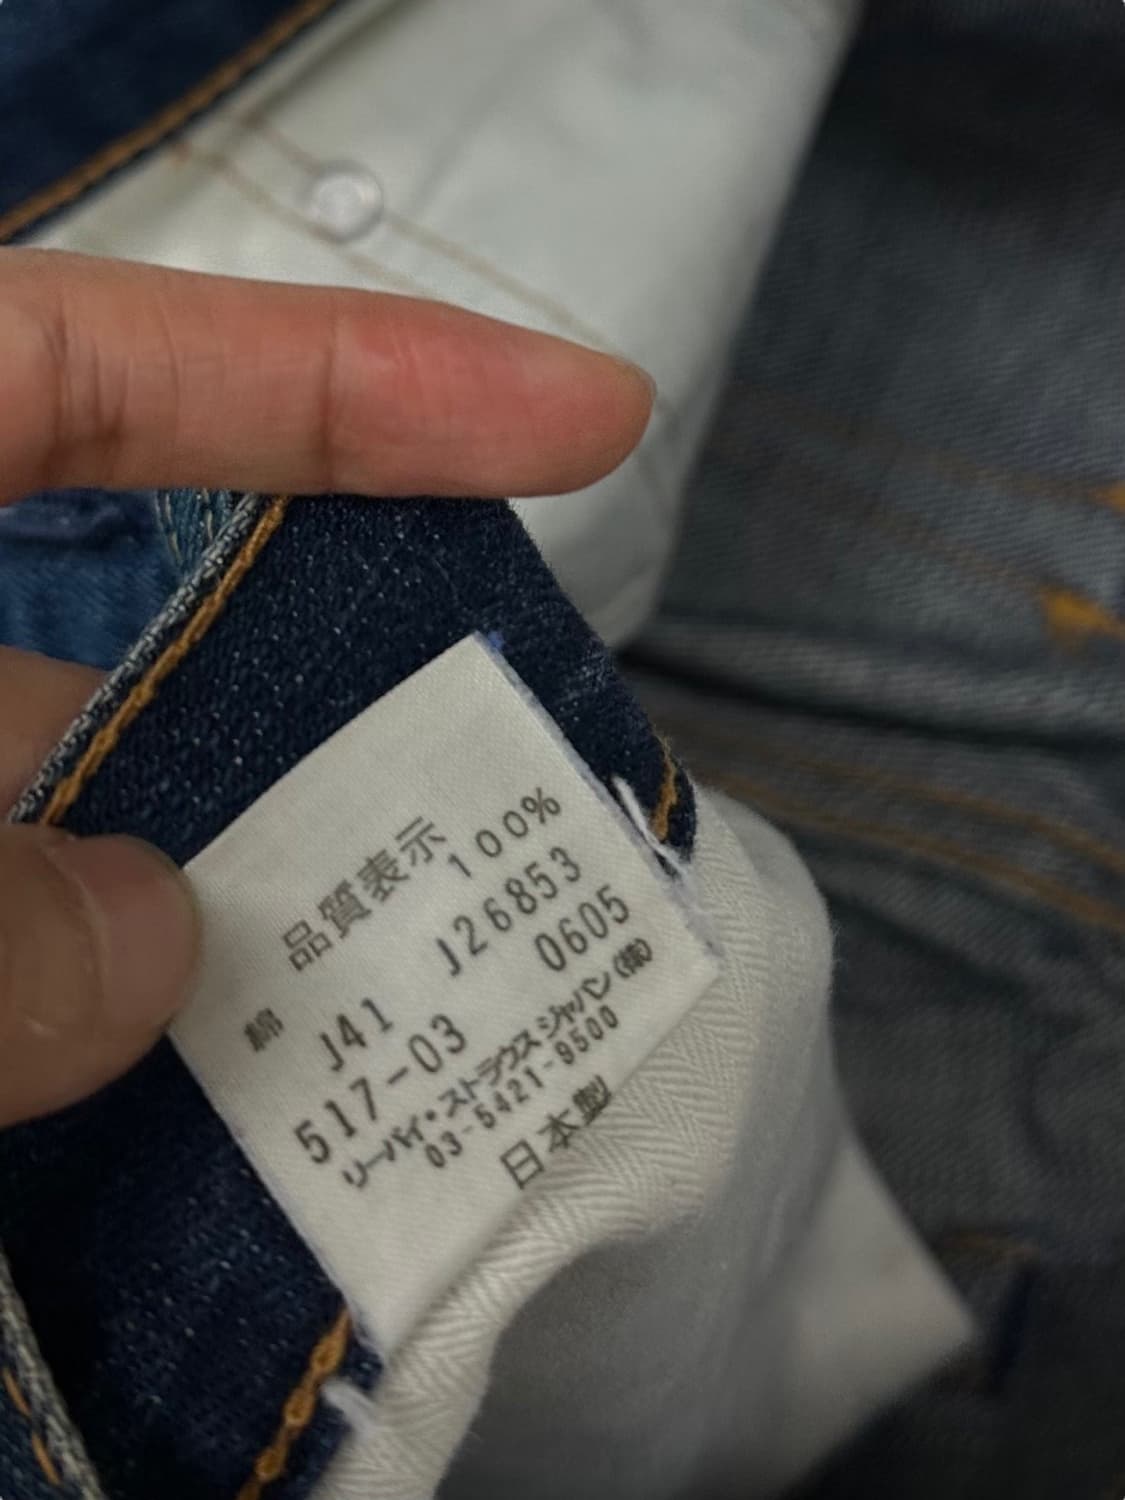 品質表示
綿 100%
J41 J26853
517-03 0605
リーバイ・ストラウス ジャパン(株)
03-5421-9500
日本製